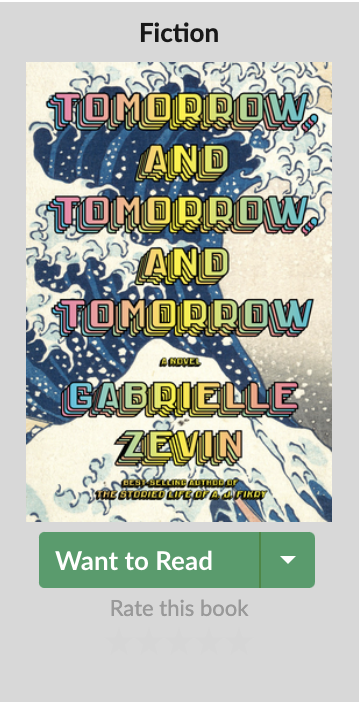 Fiction
TOMORROW,
AND
TOMORROW,
AND
TOMORROW
A NOVEL
GABRIELLE
ZEVIN
BEST-SELLING AUTHOR OF
THE STORIED LIFE OF A. J. FIKRY
Want to Read
Rate this book